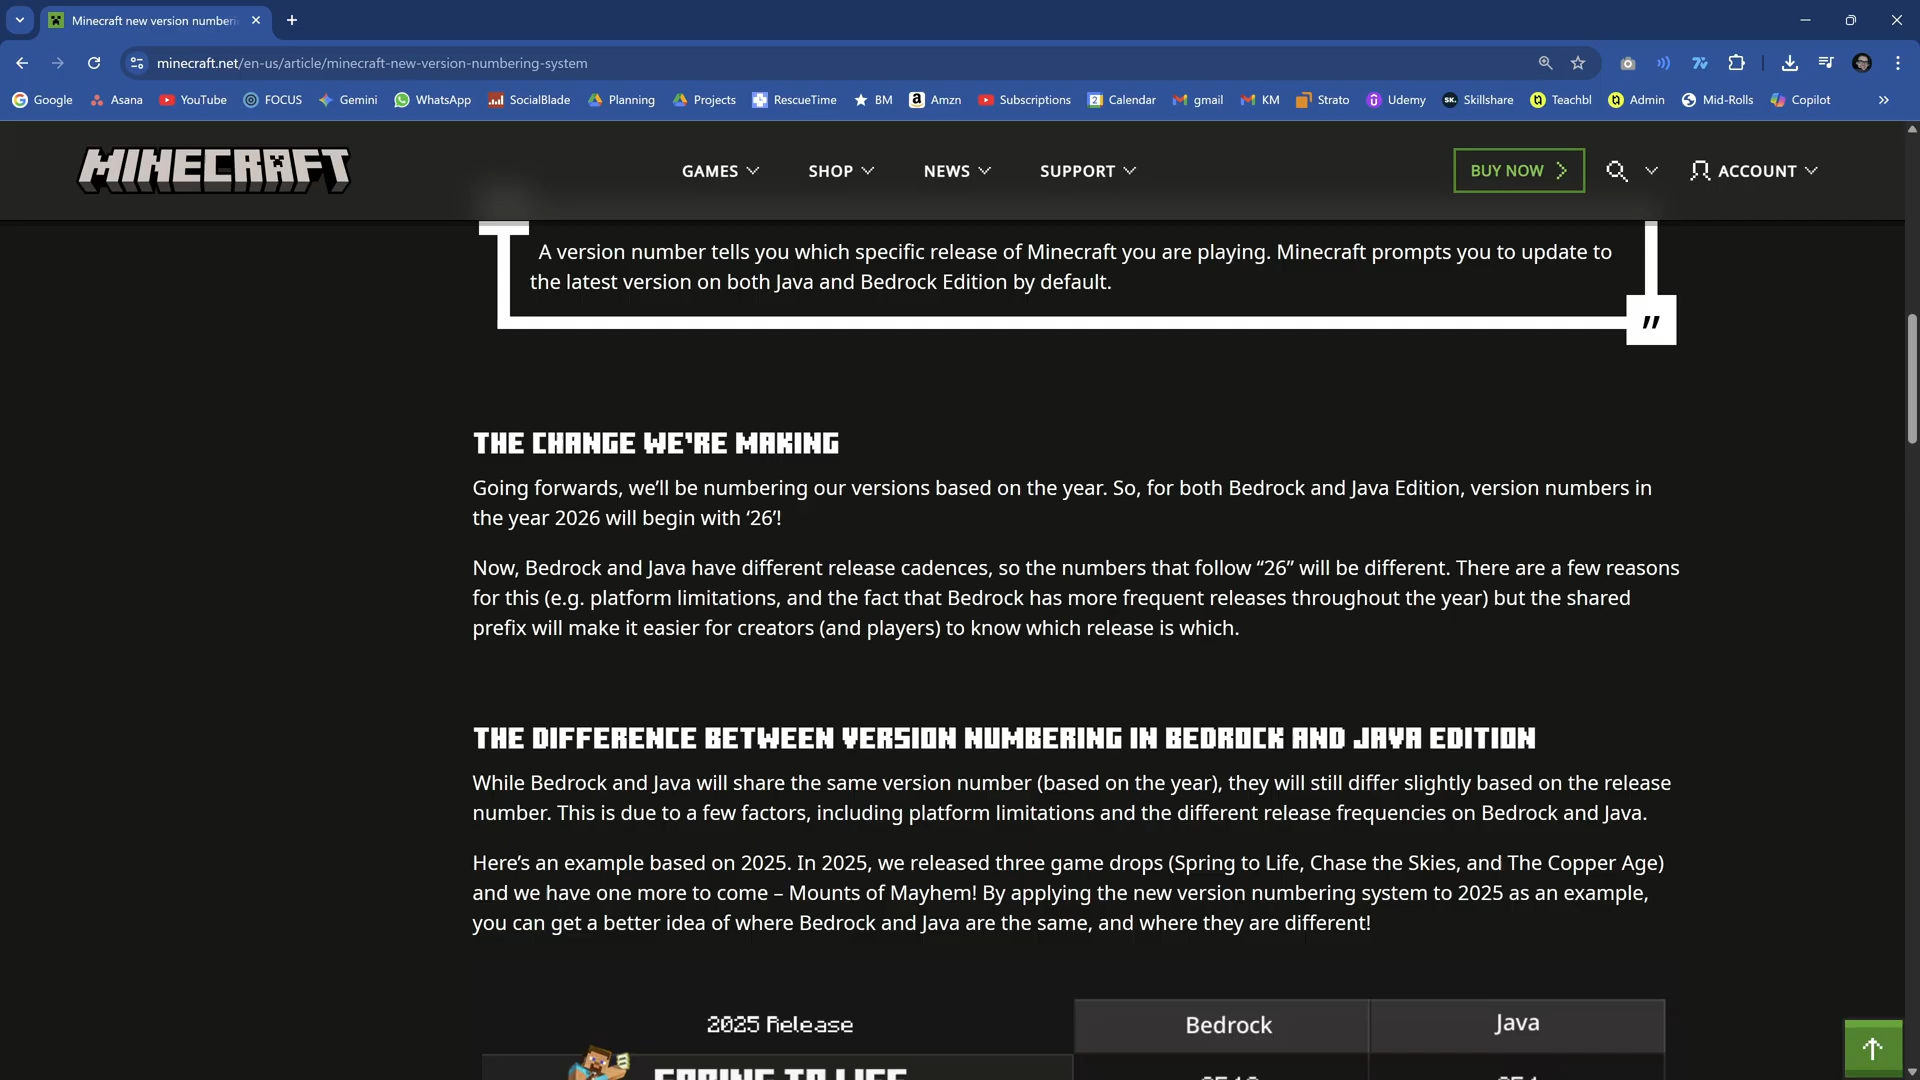 Minecraft new version numberi
minecraft.net/en-us/article/minecraft-new-version-numbering-system
Google Asana YouTube FOCUS Gemini WhatsApp SocialBlade Planning Projects RescueTime BM Amzn Subscriptions Calendar gmail KM Strato Udemy Skillshare Teachbl Admin Mid-Rolls Copilot
MINECRAFT GAMES SHOP NEWS SUPPORT BUY NOW ACCOUNT
A version number tells you which specific release of Minecraft you are playing. Minecraft prompts you to update to
the latest version on both Java and Bedrock Edition by default.
"
THE CHANGE WE'RE MAKING
Going forwards, we’ll be numbering our versions based on the year. So, for both Bedrock and Java Edition, version numbers in
the year 2026 will begin with ‘26’!
Now, Bedrock and Java have different release cadences, so the numbers that follow “26” will be different. There are a few reasons
for this (e.g. platform limitations, and the fact that Bedrock has more frequent releases throughout the year) but the shared
prefix will make it easier for creators (and players) to know which release is which.
THE DIFFERENCE BETWEEN VERSION NUMBERING IN BEDROCK AND JAVA EDITION
While Bedrock and Java will share the same version number (based on the year), they will still differ slightly based on the release
number. This is due to a few factors, including platform limitations and the different release frequencies on Bedrock and Java.
Here’s an example based on 2025. In 2025, we released three game drops (Spring to Life, Chase the Skies, and The Copper Age)
and we have one more to come – Mounts of Mayhem! By applying the new version numbering system to 2025 as an example,
you can get a better idea of where Bedrock and Java are the same, and where they are different!
2025 Release Bedrock Java
SPRING TO LIFE